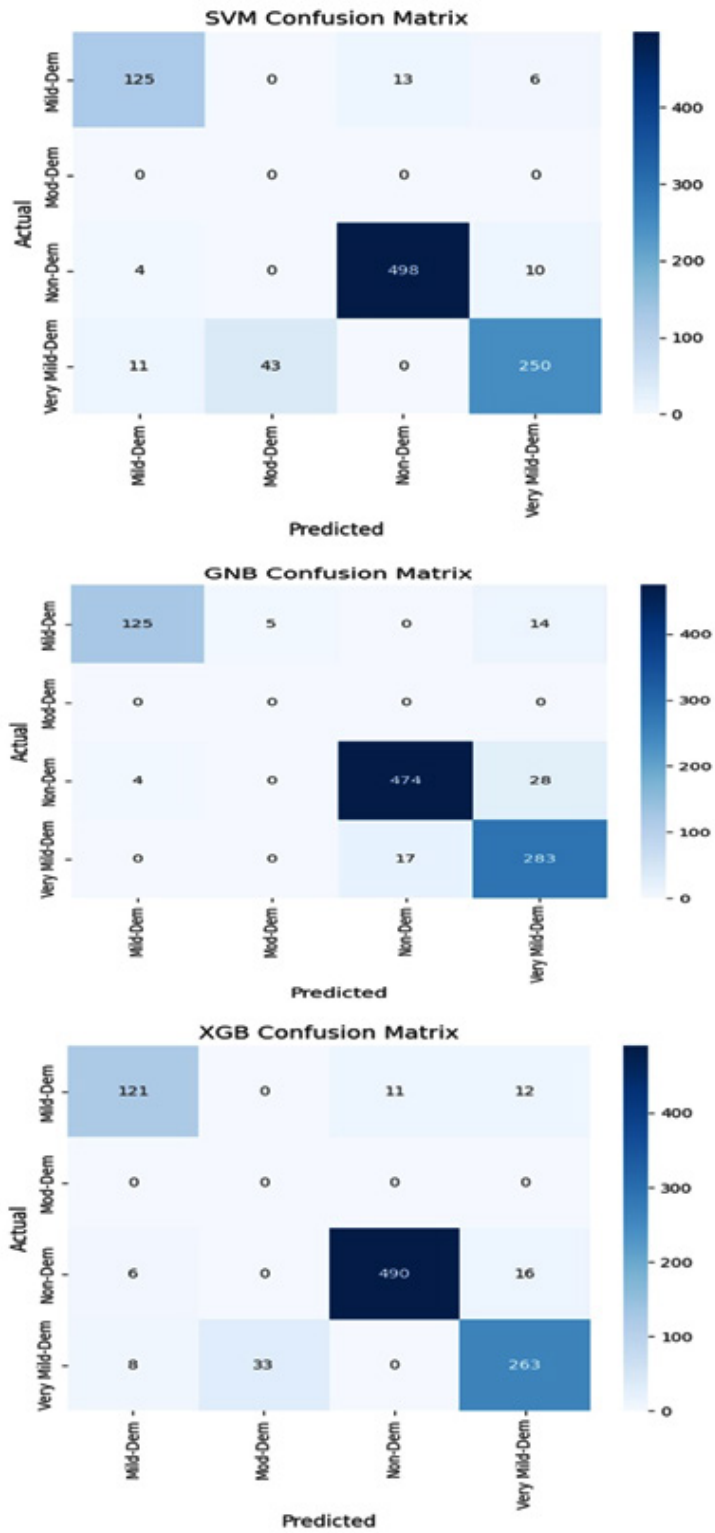 SVM Confusion Matrix
Mild-Dem 125 0 13 6
Mod-Dem 0 0 0 0
Non-Dem 4 0 498 10
Very Mild-Dem 11 43 0 250
Actual
400
300
200
100
0
Mild-Dem Mod-Dem Non-Dem Very Mild-Dem
Predicted
GNB Confusion Matrix
Mild-Dem 125 5 0 14
Mod-Dem 0 0 0 0
Non-Dem 4 0 474 28
Very Mild-Dem 0 0 17 283
Actual
400
300
200
100
0
Mild-Dem Mod-Dem Non-Dem Very Mild-Dem
Predicted
XGB Confusion Matrix
Mild-Dem 121 0 11 12
Mod-Dem 0 0 0 0
Non-Dem 6 0 490 16
Very Mild-Dem 8 33 0 263
Actual
400
300
200
100
0
Mild-Dem Mod-Dem Non-Dem Very Mild-Dem
Predicted